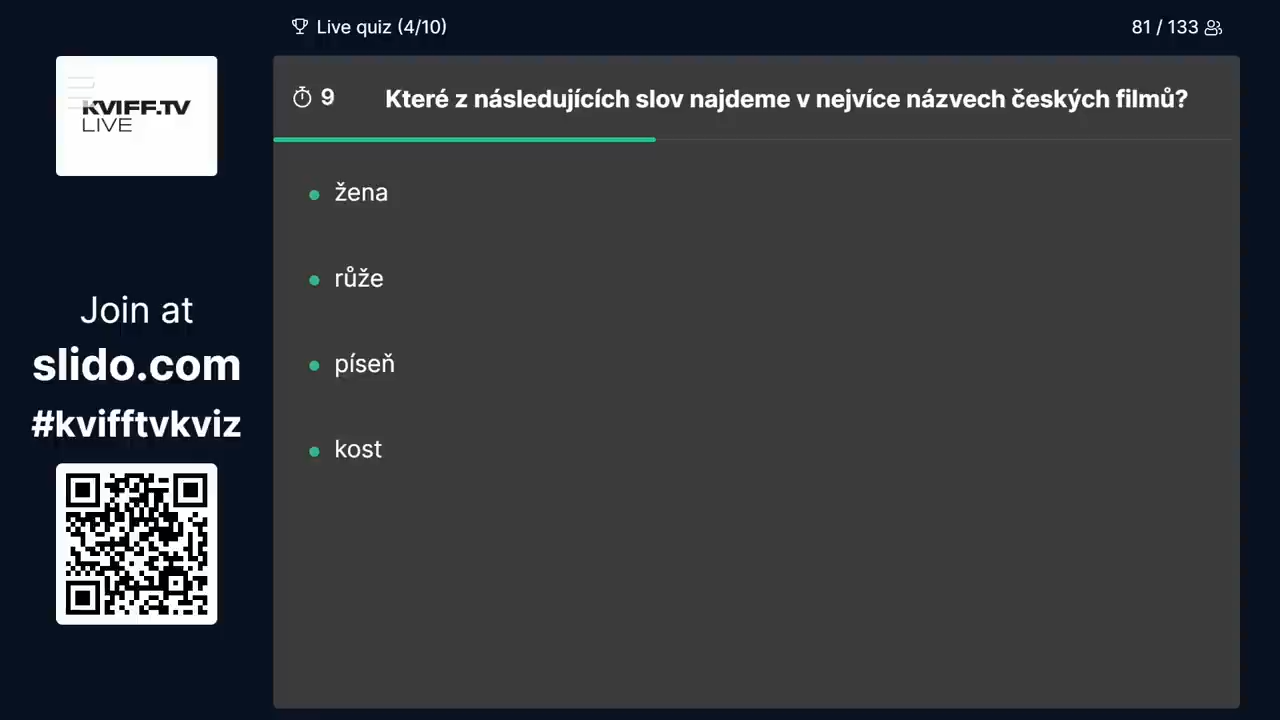 Live quiz (4/10)
81 / 133
KVIFF.TV
LIVE
9
Které z následujících slov najdeme v nejvíce názvech českých filmů?
žena
růže
píseň
kost
Join at
slido.com
#kvifftvkviz